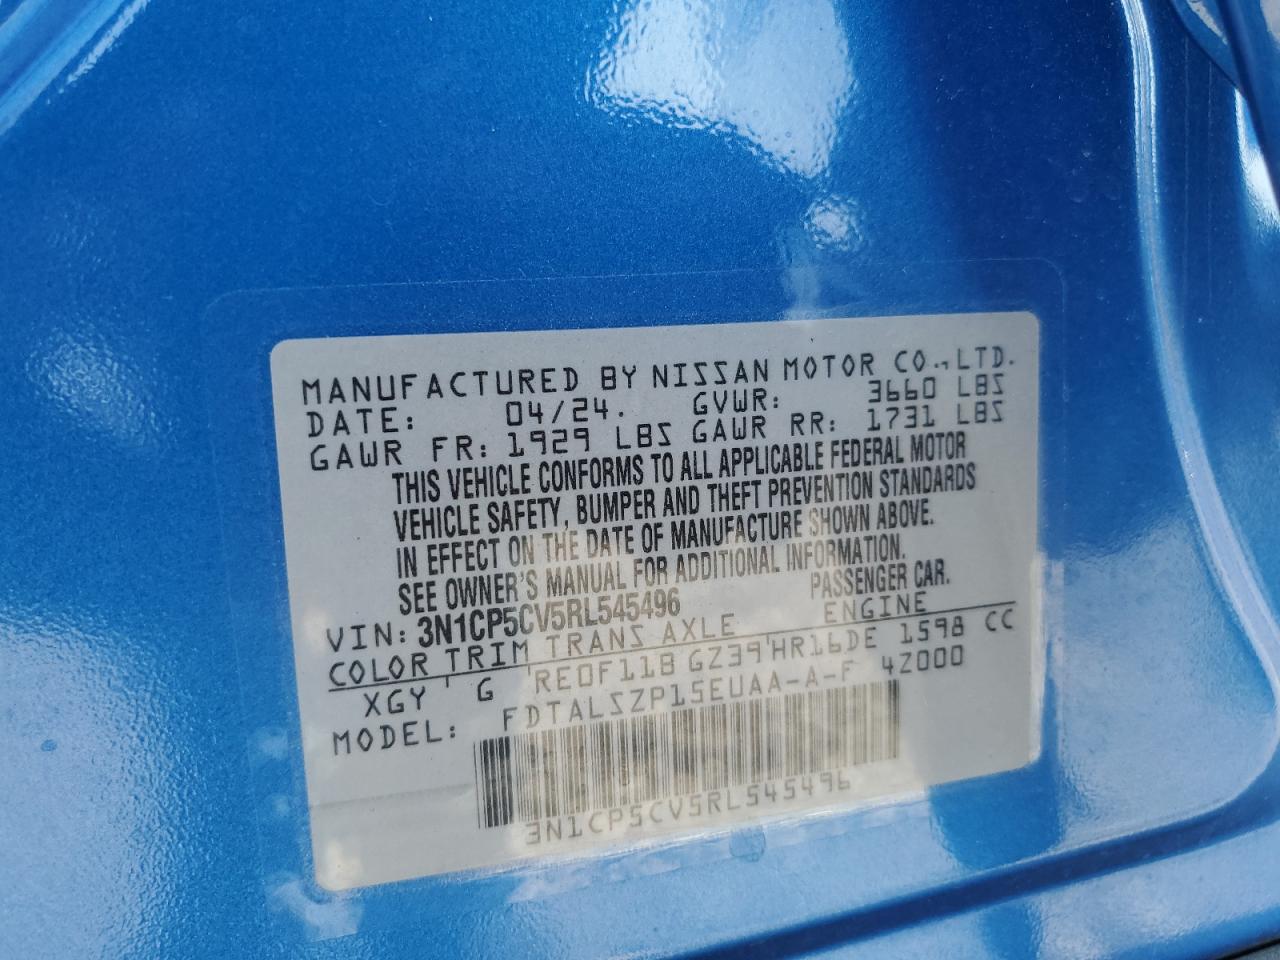 MANUFACTURED BY NISSAN MOTOR CO.,LTD.
DATE: 04/24. GVWR: 3660 LBS
GAWR FR: 1929 LBS GAWR RR: 1731 LBS
THIS VEHICLE CONFORMS TO ALL APPLICABLE FEDERAL MOTOR
VEHICLE SAFETY, BUMPER AND THEFT PREVENTION STANDARDS
IN EFFECT ON THE DATE OF MANUFACTURE SHOWN ABOVE.
SEE OWNER'S MANUAL FOR ADDITIONAL INFORMATION.
VIN: 3N1CP5CV5RL545496 PASSENGER CAR.
COLOR TRIM TRANS AXLE ENGINE
XGY G RE0F11B GZ39 HR16DE 1598 CC
MODEL: FDTALSZP15EUAA-A-F 4Z000
3N1CP5CV5RL545496